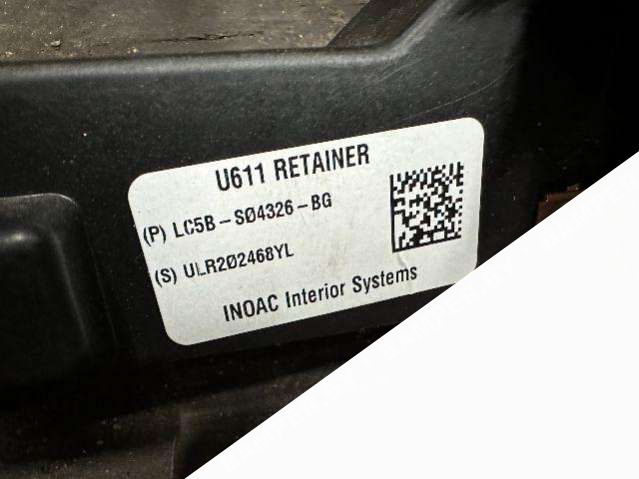 U611 RETAINER
(P) LC5B-SØ4326-BG
(S) ULR2Ø2468YL
INOAC Interior Systems